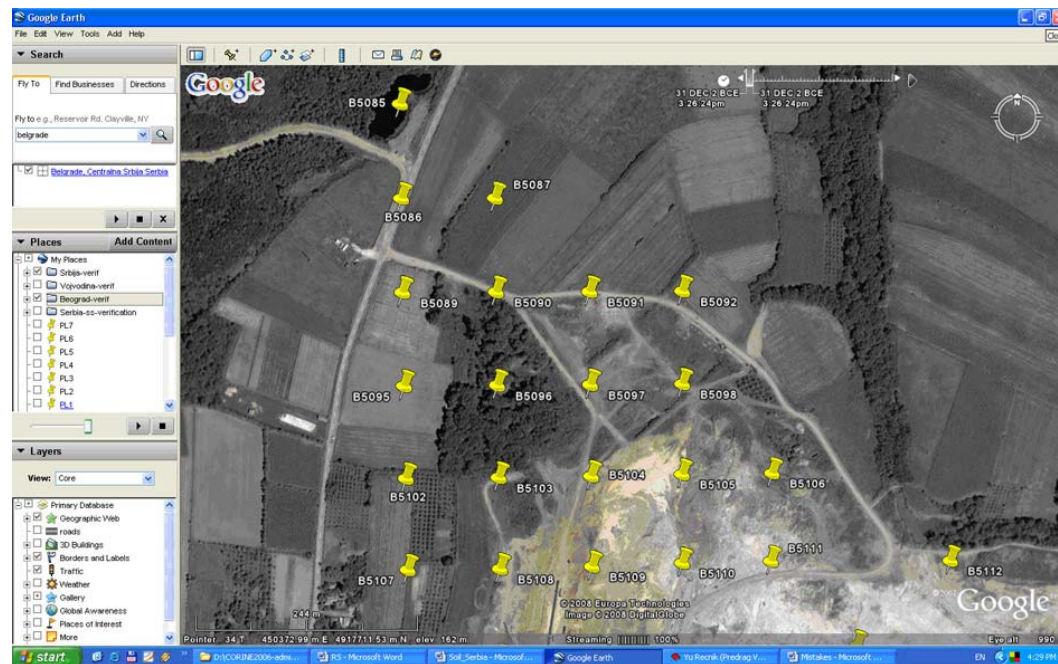 Google Earth
File Edit View Tools Add Help
Search
Fly To Find Businesses Directions
Fly to e.g., Reservoir Rd. Clayville, NY
belgrade
Belgrade, Centralna Srbija Serbia
Places Add Content
My Places
Srbija-verif
Vojvodina-verif
Beograd-verif
Serbia-ss-verification
PL7
PL6
PL5
PL4
PL3
PL2
PL1
Layers
View: Core
Primary Database
Geographic Web
roads
3D Buildings
Borders and Labels
Traffic
Weather
Gallery
Global Awareness
Places of Interest
More
Google
31 DEC 2 BCE 31 DEC 2 BCE
3:26:24pm 3:26:24pm
N
B5085
B5087
B5086
B5089 B5090 B5091 B5092
B5095 B5096 B5097 B5098
B5102 B5103 B5104 B5105 B5106
B5107 B5108 B5109 B5110 B5111 B5112
244 m
© 2008 Europa Technologies
Image © 2008 DigitalGlobe
Google
Pointer 34 T 450372.99 m E 4917711.53 m N elev 162 m Streaming 100% Eye alt 990
start D:\CORINE2006-adm... RS - Microsoft Word Soil_Serbia - Microsof... Google Earth Yu Recnik (Predrag V... Mistakes - Microsoft ... EN 4:29 PM